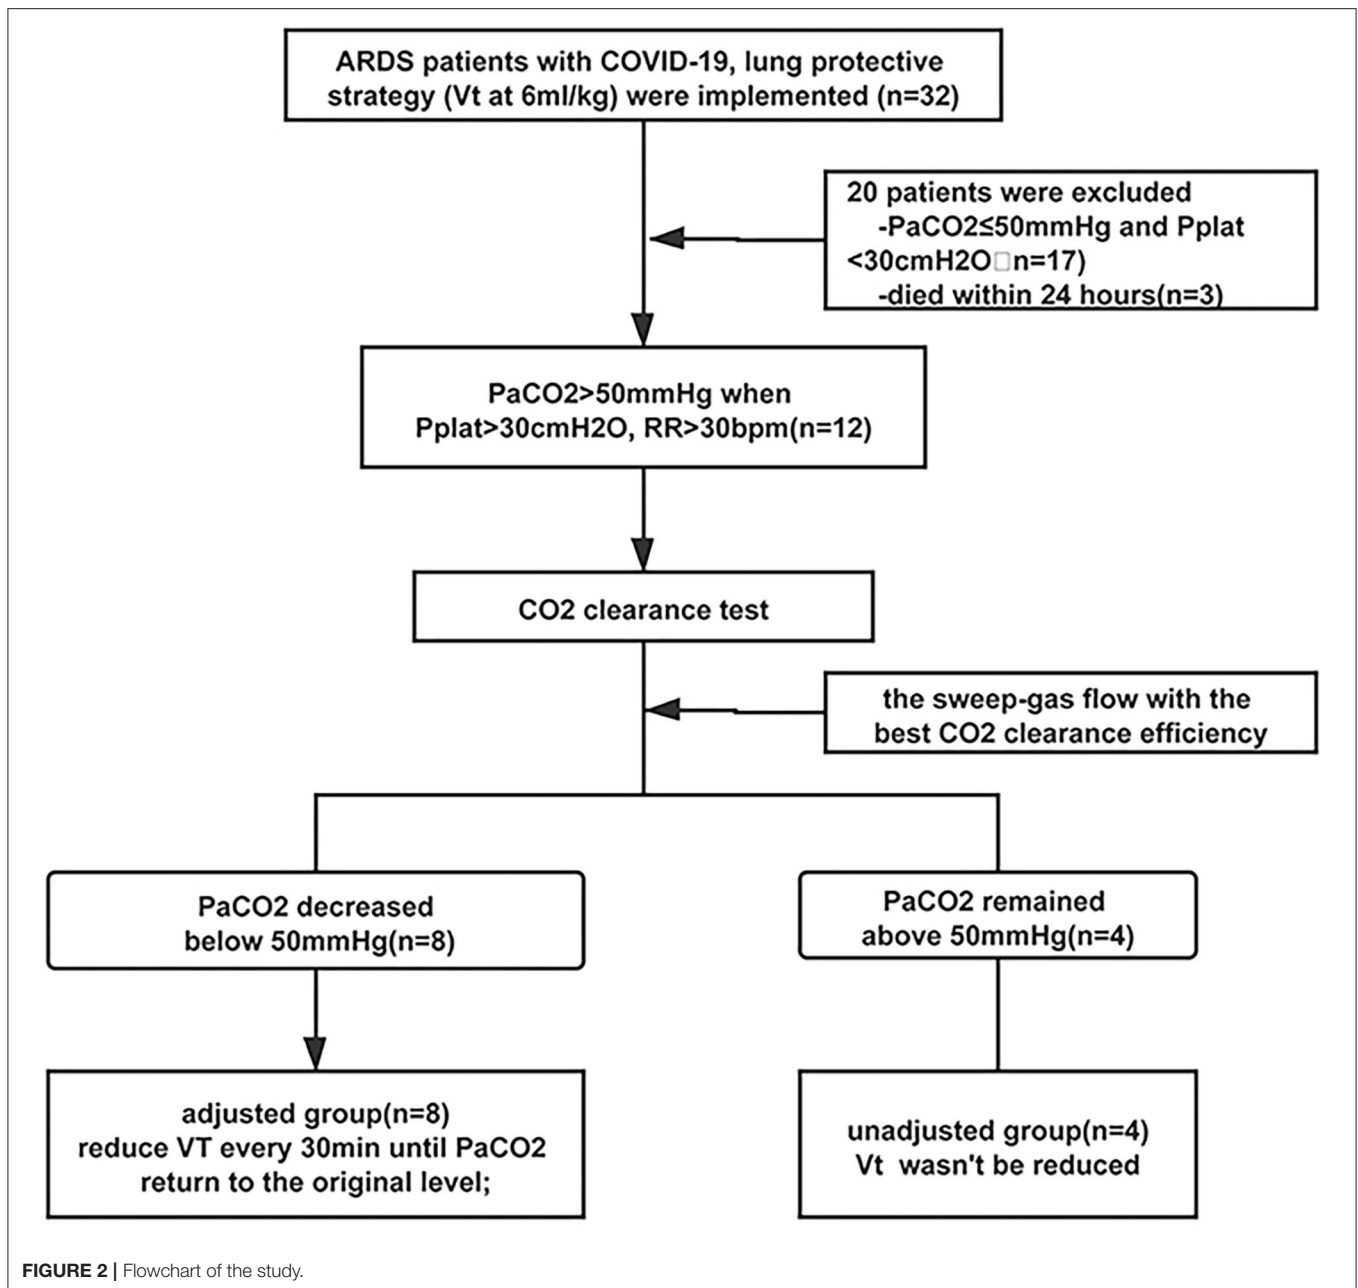 ARDS patients with COVID-19, lung protective
strategy (Vt at 6ml/kg) were implemented (n=32)
20 patients were excluded
-PaCO2≤50mmHg and Pplat
<30cmH2O□n=17)
-died within 24 hours(n=3)
PaCO2>50mmHg when
Pplat>30cmH2O, RR>30bpm(n=12)
CO2 clearance test
the sweep-gas flow with the
best CO2 clearance efficiency
PaCO2 decreased
below 50mmHg(n=8)
PaCO2 remained
above 50mmHg(n=4)
adjusted group(n=8)
reduce VT every 30min until PaCO2
return to the original level;
unadjusted group(n=4)
Vt wasn't be reduced
FIGURE 2 | Flowchart of the study.